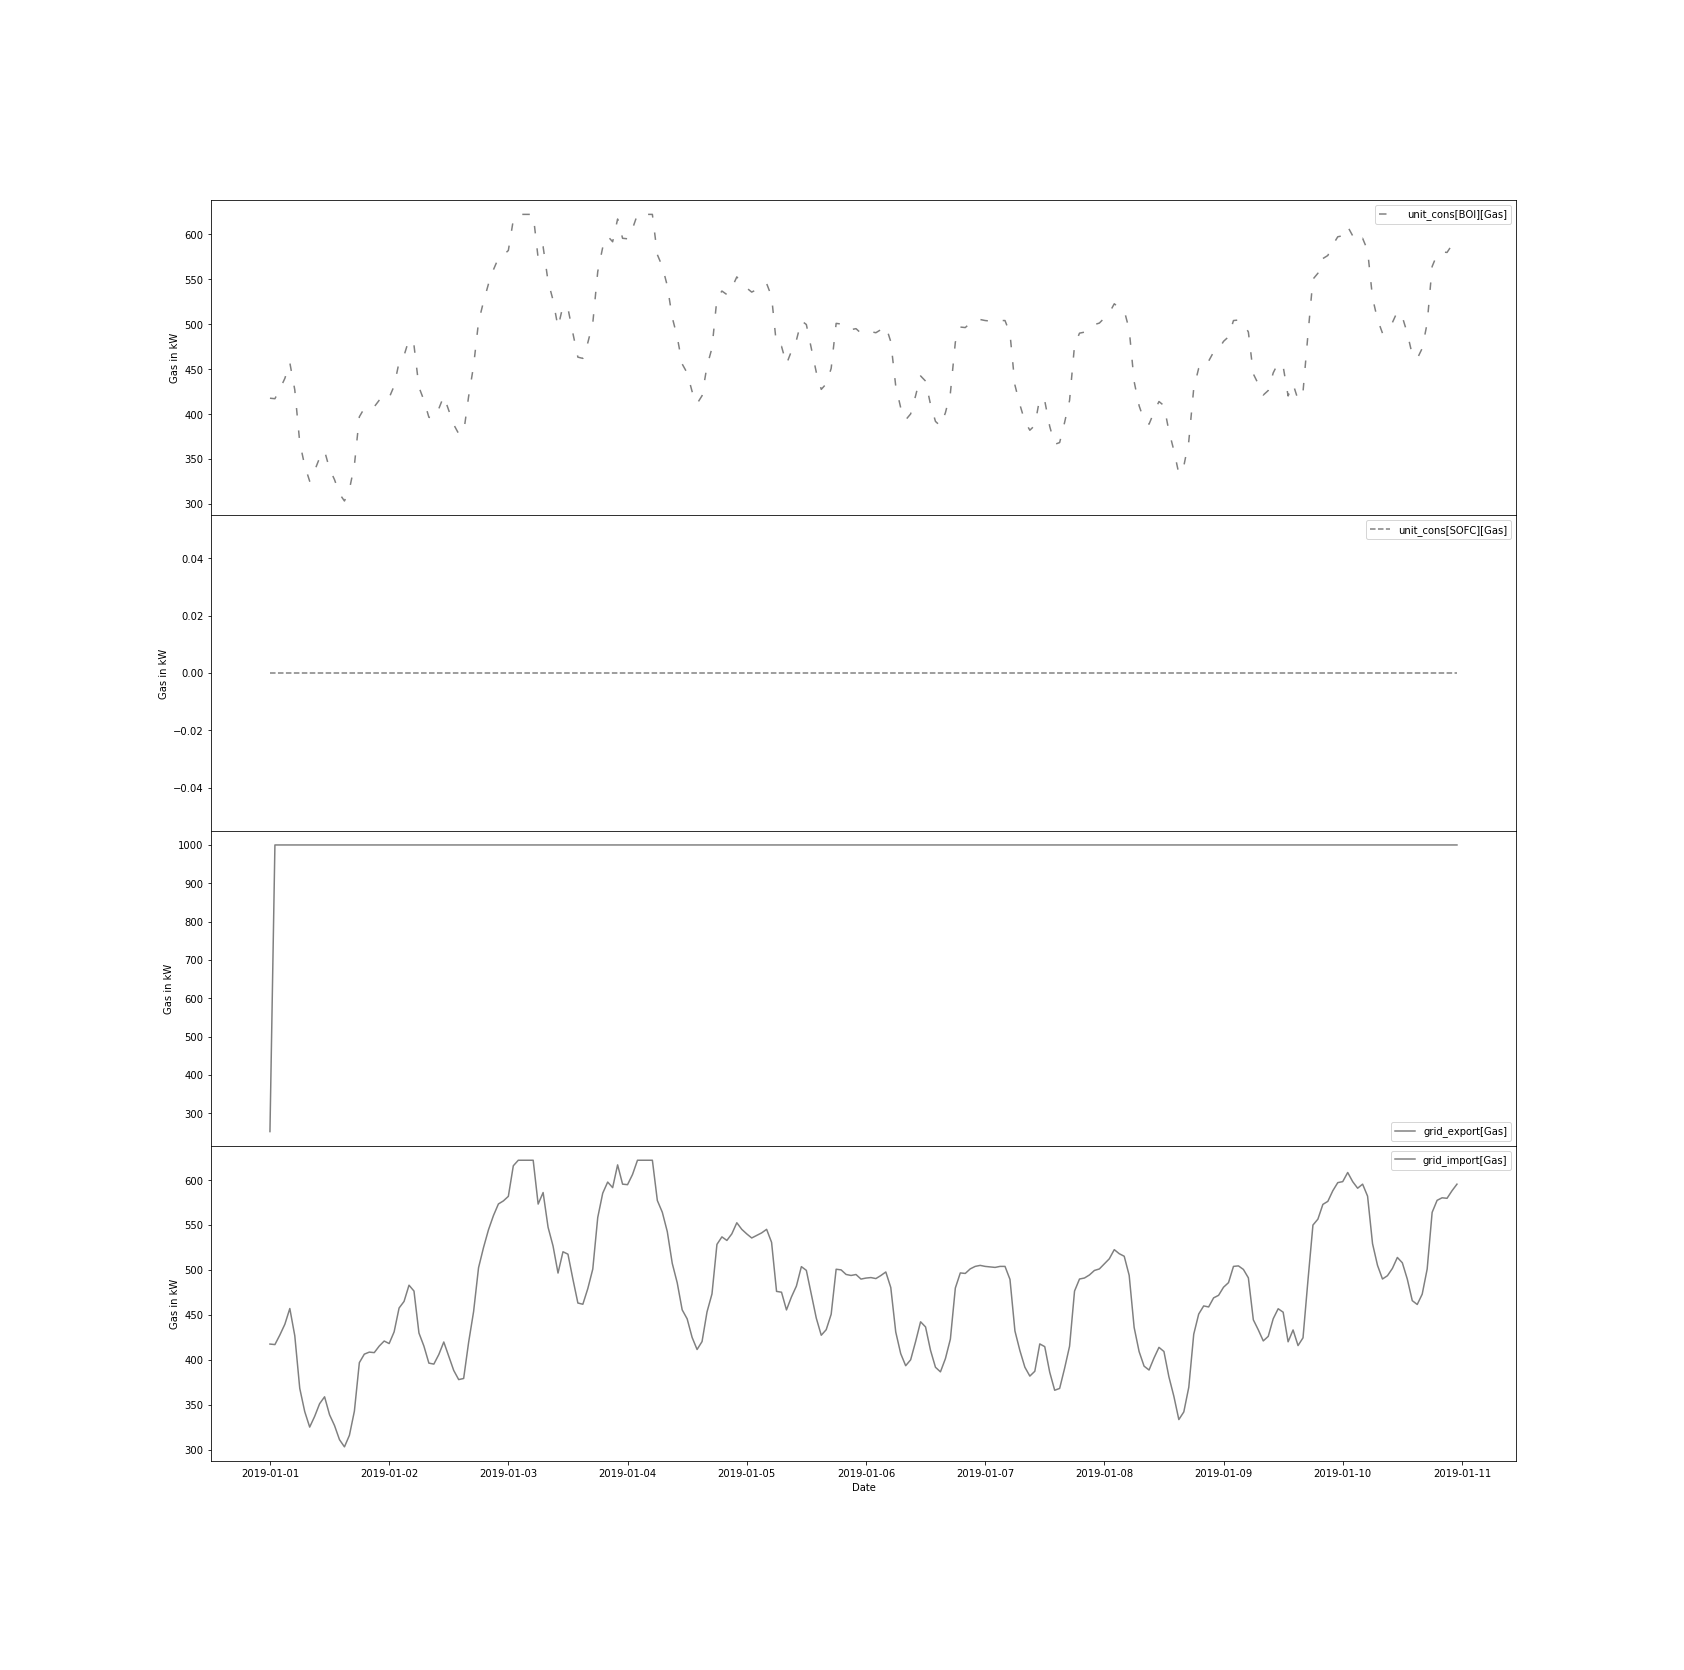 unit_cons[BOI][Gas]
600
550
500
450
400
350
300
Gas in kW
unit_cons[SOFC][Gas]
0.04
0.02
0.00
−0.02
−0.04
Gas in kW
1000
900
800
700
600
500
400
300
Gas in kW
grid_export[Gas]
grid_import[Gas]
600
550
500
450
400
350
300
Gas in kW
2019-01-01 2019-01-02 2019-01-03 2019-01-04 2019-01-05 2019-01-06 2019-01-07 2019-01-08 2019-01-09 2019-01-10 2019-01-11
Date